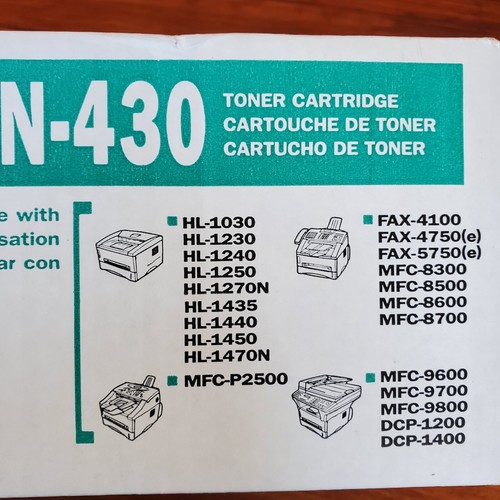 N-430
TONER CARTRIDGE
CARTOUCHE DE TONER
CARTUCHO DE TONER
e with
sation
ar con
HL-1030
HL-1230
HL-1240
HL-1250
HL-1270N
HL-1435
HL-1440
HL-1450
HL-1470N
MFC-P2500
FAX-4100
FAX-4750(e)
FAX-5750(e)
MFC-8300
MFC-8500
MFC-8600
MFC-8700
MFC-9600
MFC-9700
MFC-9800
DCP-1200
DCP-1400